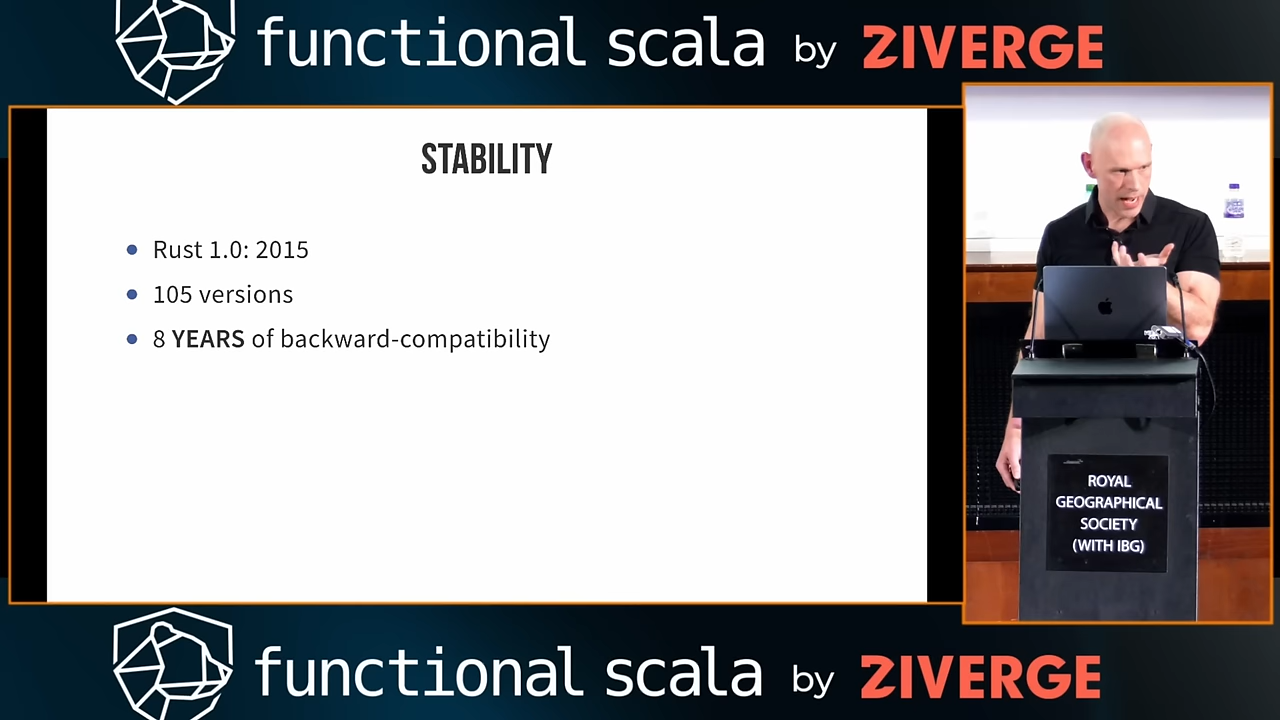 functional scala by ZIVERGE
STABILITY
Rust 1.0: 2015
105 versions
8 YEARS of backward-compatibility
ROYAL
GEOGRAPHICAL
SOCIETY
(WITH IBG)
functional scala by ZIVERGE